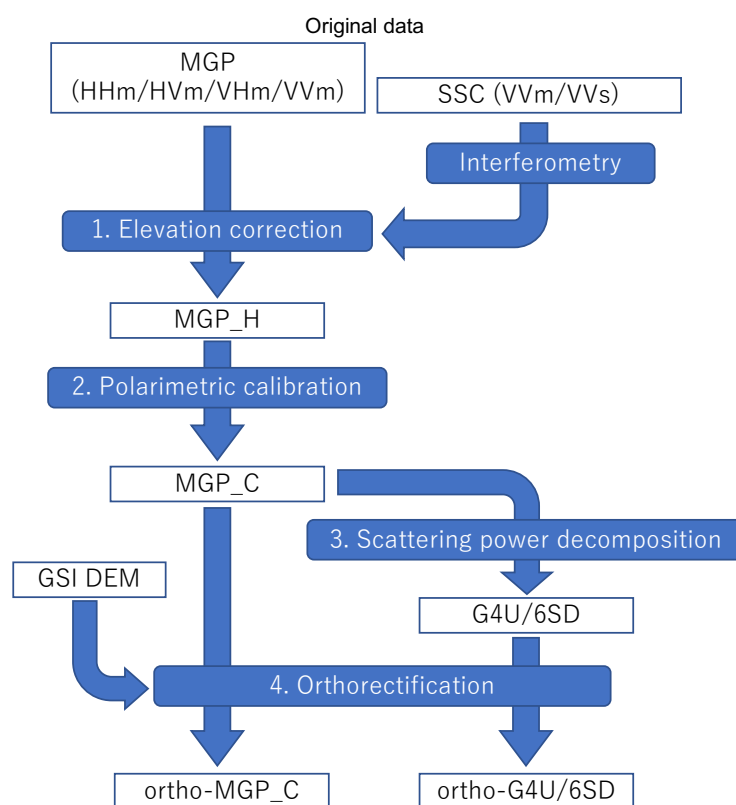 Original data
MGP
(HHm/HVm/VHm/VVm)
SSC (VVm/VVs)
Interferometry
1. Elevation correction
MGP_H
2. Polarimetric calibration
MGP_C
3. Scattering power decomposition
GSI DEM
G4U/6SD
4. Orthorectification
ortho-MGP_C
ortho-G4U/6SD